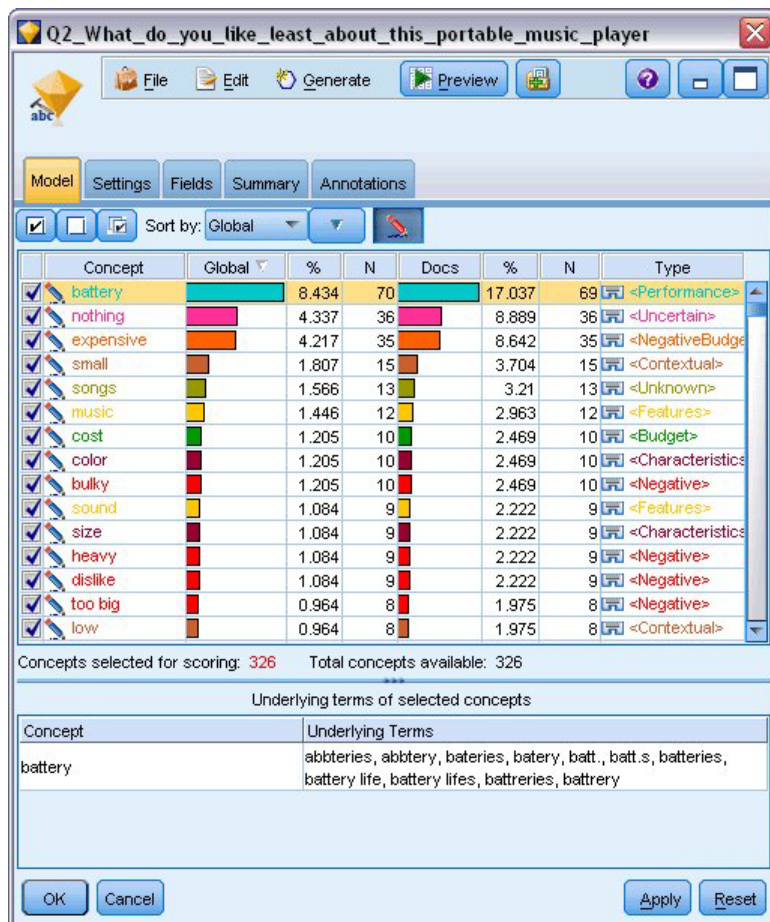 Q2_What_do_you_like_least_about_this_portable_music_player
abc
File Edit Generate Preview
Model Settings Fields Summary Annotations
Sort by: Global
Concept Global % N Docs % N Type
battery 8.434 70 17.037 69 <Performance>
nothing 4.337 36 8.889 36 <Uncertain>
expensive 4.217 35 8.642 35 <NegativeBudge
small 1.807 15 3.704 15 <Contextual>
songs 1.566 13 3.21 13 <Unknown>
music 1.446 12 2.963 12 <Features>
cost 1.205 10 2.469 10 <Budget>
color 1.205 10 2.469 10 <Characteristics
bulky 1.205 10 2.469 10 <Negative>
sound 1.084 9 2.222 9 <Features>
size 1.084 9 2.222 9 <Characteristics
heavy 1.084 9 2.222 9 <Negative>
dislike 1.084 9 2.222 9 <Negative>
too big 0.964 8 1.975 8 <Negative>
low 0.964 8 1.975 8 <Contextual>
Concepts selected for scoring: 326 Total concepts available: 326
Underlying terms of selected concepts
Concept Underlying Terms
battery abbteries, abbtery, bateries, batery, batt., batt.s, batteries,
battery life, battery lifes, battreries, battrery
OK Cancel Apply Reset